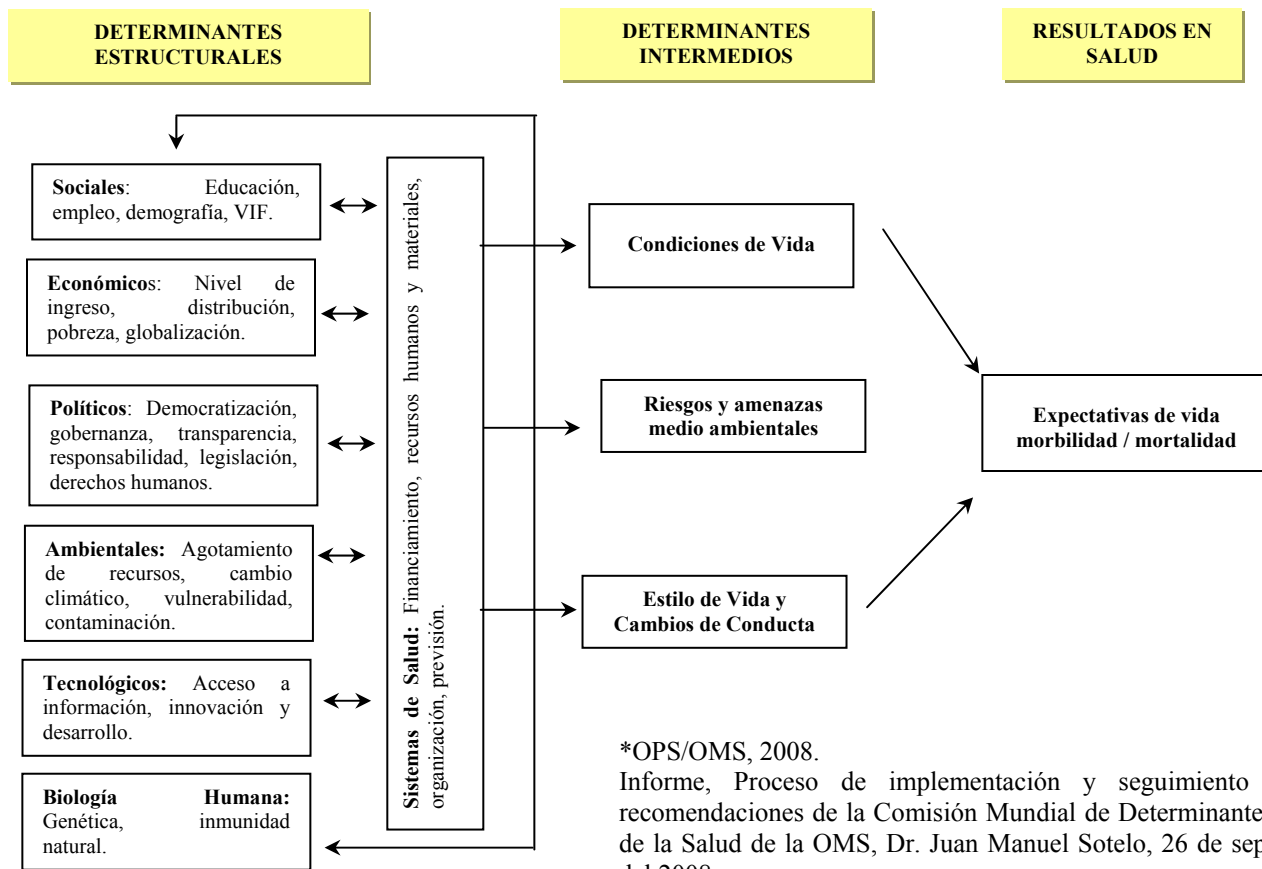 DETERMINANTES
ESTRUCTURALES
DETERMINANTES
INTERMEDIOS
RESULTADOS EN
SALUD
Sociales: Educación,
empleo, demografía, VIF.
Económicos: Nivel de
ingreso, distribución,
pobreza, globalización.
Políticos: Democratización,
gobernanza, transparencia,
responsabilidad, legislación,
derechos humanos.
Ambientales: Agotamiento
de recursos, cambio
climático, vulnerabilidad,
contaminación.
Tecnológicos: Acceso a
información, innovación y
desarrollo.
Biología Humana:
Genética, inmunidad
natural.
Sistemas de Salud: Financiamiento, recursos humanos y materiales,
organización, previsión.
Condiciones de Vida
Riesgos y amenazas
medio ambientales
Estilo de Vida y
Cambios de Conducta
Expectativas de vida
morbilidad / mortalidad
*OPS/OMS, 2008.
Informe, Proceso de implementación y seguimiento
recomendaciones de la Comisión Mundial de Determinante
de la Salud de la OMS, Dr. Juan Manuel Sotelo, 26 de sep
del 2008